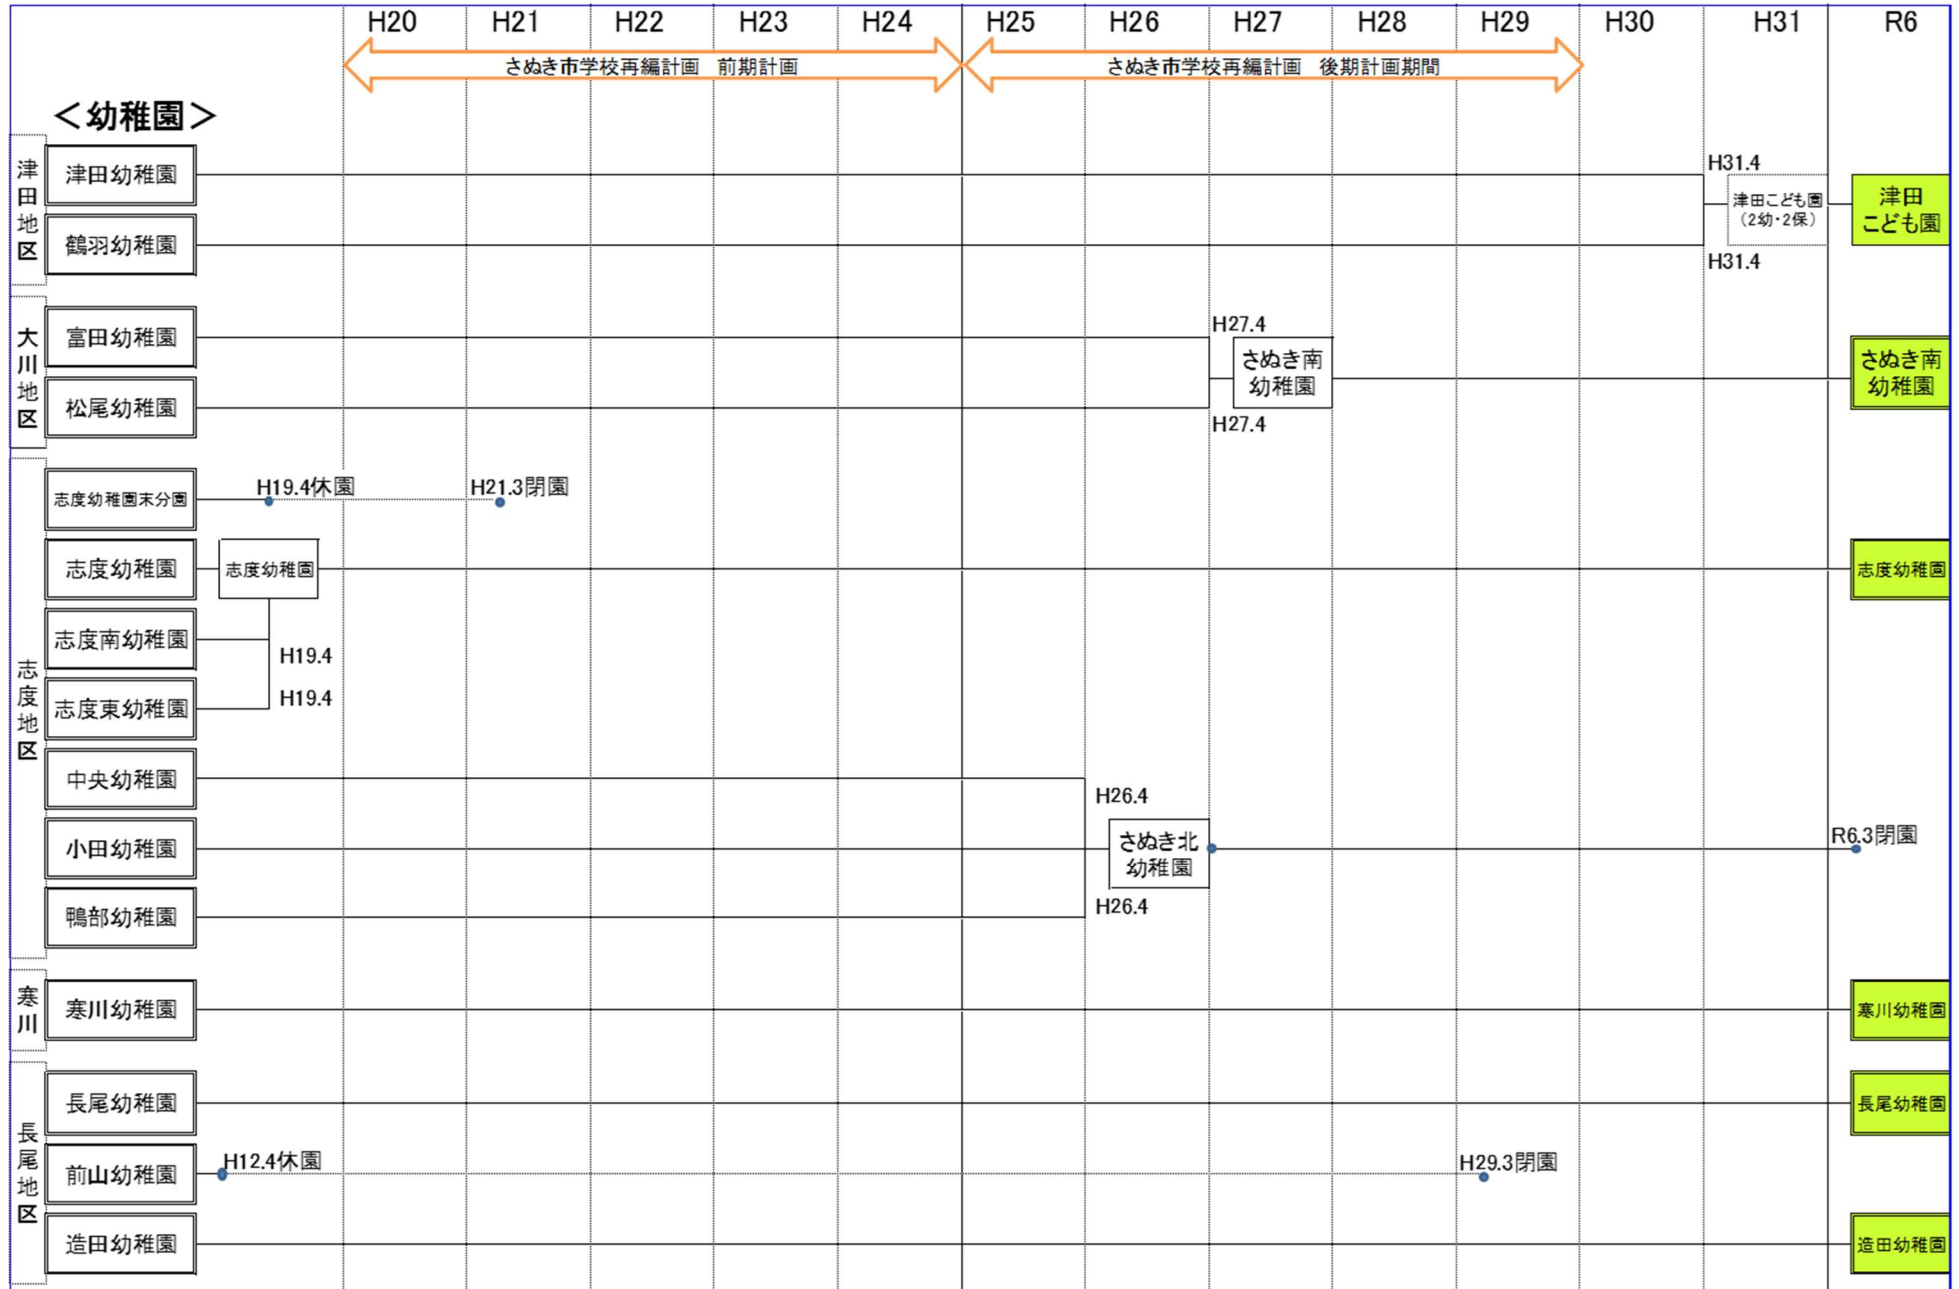 H20 H21 H22 H23 H24 H25 H26 H27 H28 H29 H30 H31 R6
さぬき市学校再編計画 前期計画
さぬき市学校再編計画 後期計画期間
＜幼稚園＞
津田地区
津田幼稚園
H31.4
津田こども園
（2幼・2保）
津田
こども園
鶴羽幼稚園
H31.4
大川地区
富田幼稚園
H27.4
さぬき南
幼稚園
さぬき南
幼稚園
松尾幼稚園
H27.4
志度地区
志度幼稚園末分園
H19.4休園
H21.3閉園
志度幼稚園
志度幼稚園
志度幼稚園
志度南幼稚園
H19.4
志度東幼稚園
H19.4
中央幼稚園
H26.4
小田幼稚園
さぬき北
幼稚園
R6.3閉園
鴨部幼稚園
H26.4
寒川
寒川幼稚園
寒川幼稚園
長尾地区
長尾幼稚園
長尾幼稚園
前山幼稚園
H12.4休園
H29.3閉園
造田幼稚園
造田幼稚園